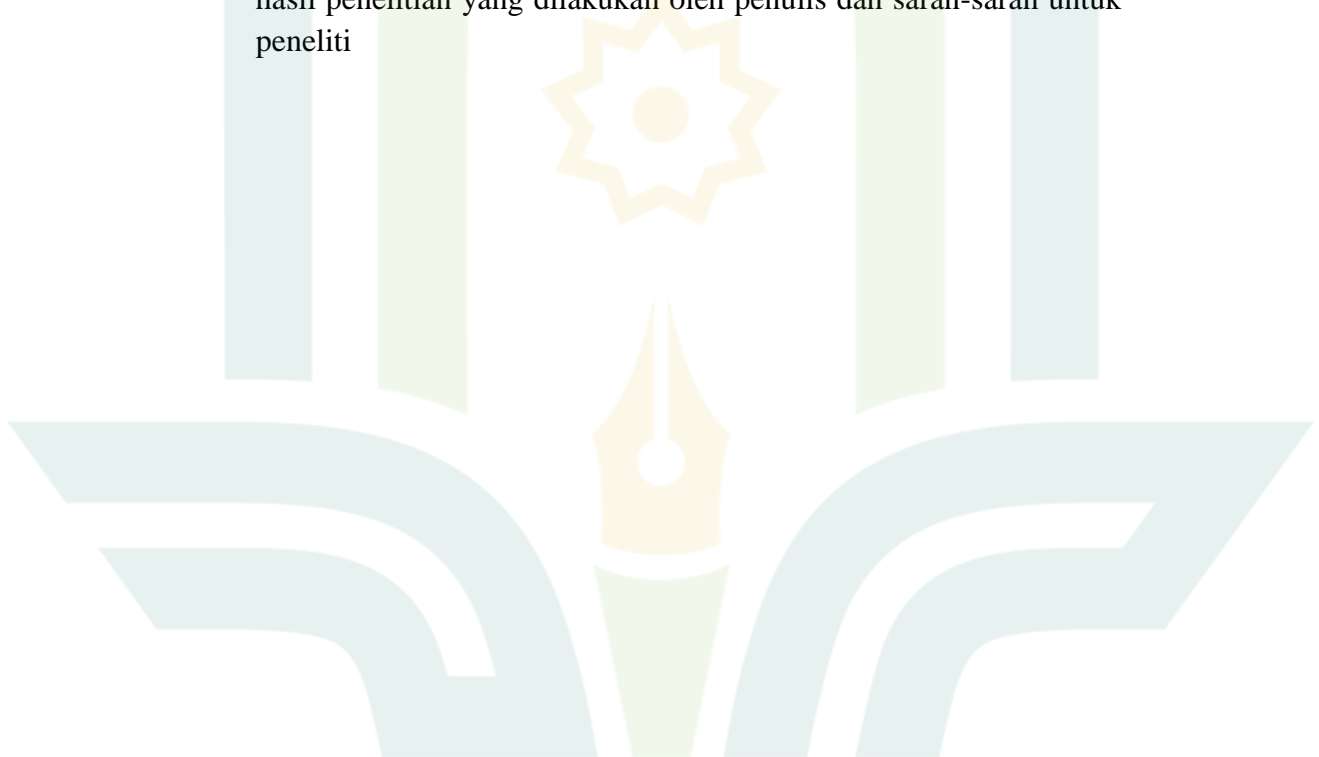 hasil penelitian yang dilakukan oleh penulis dan saran-saran untuk
peneliti